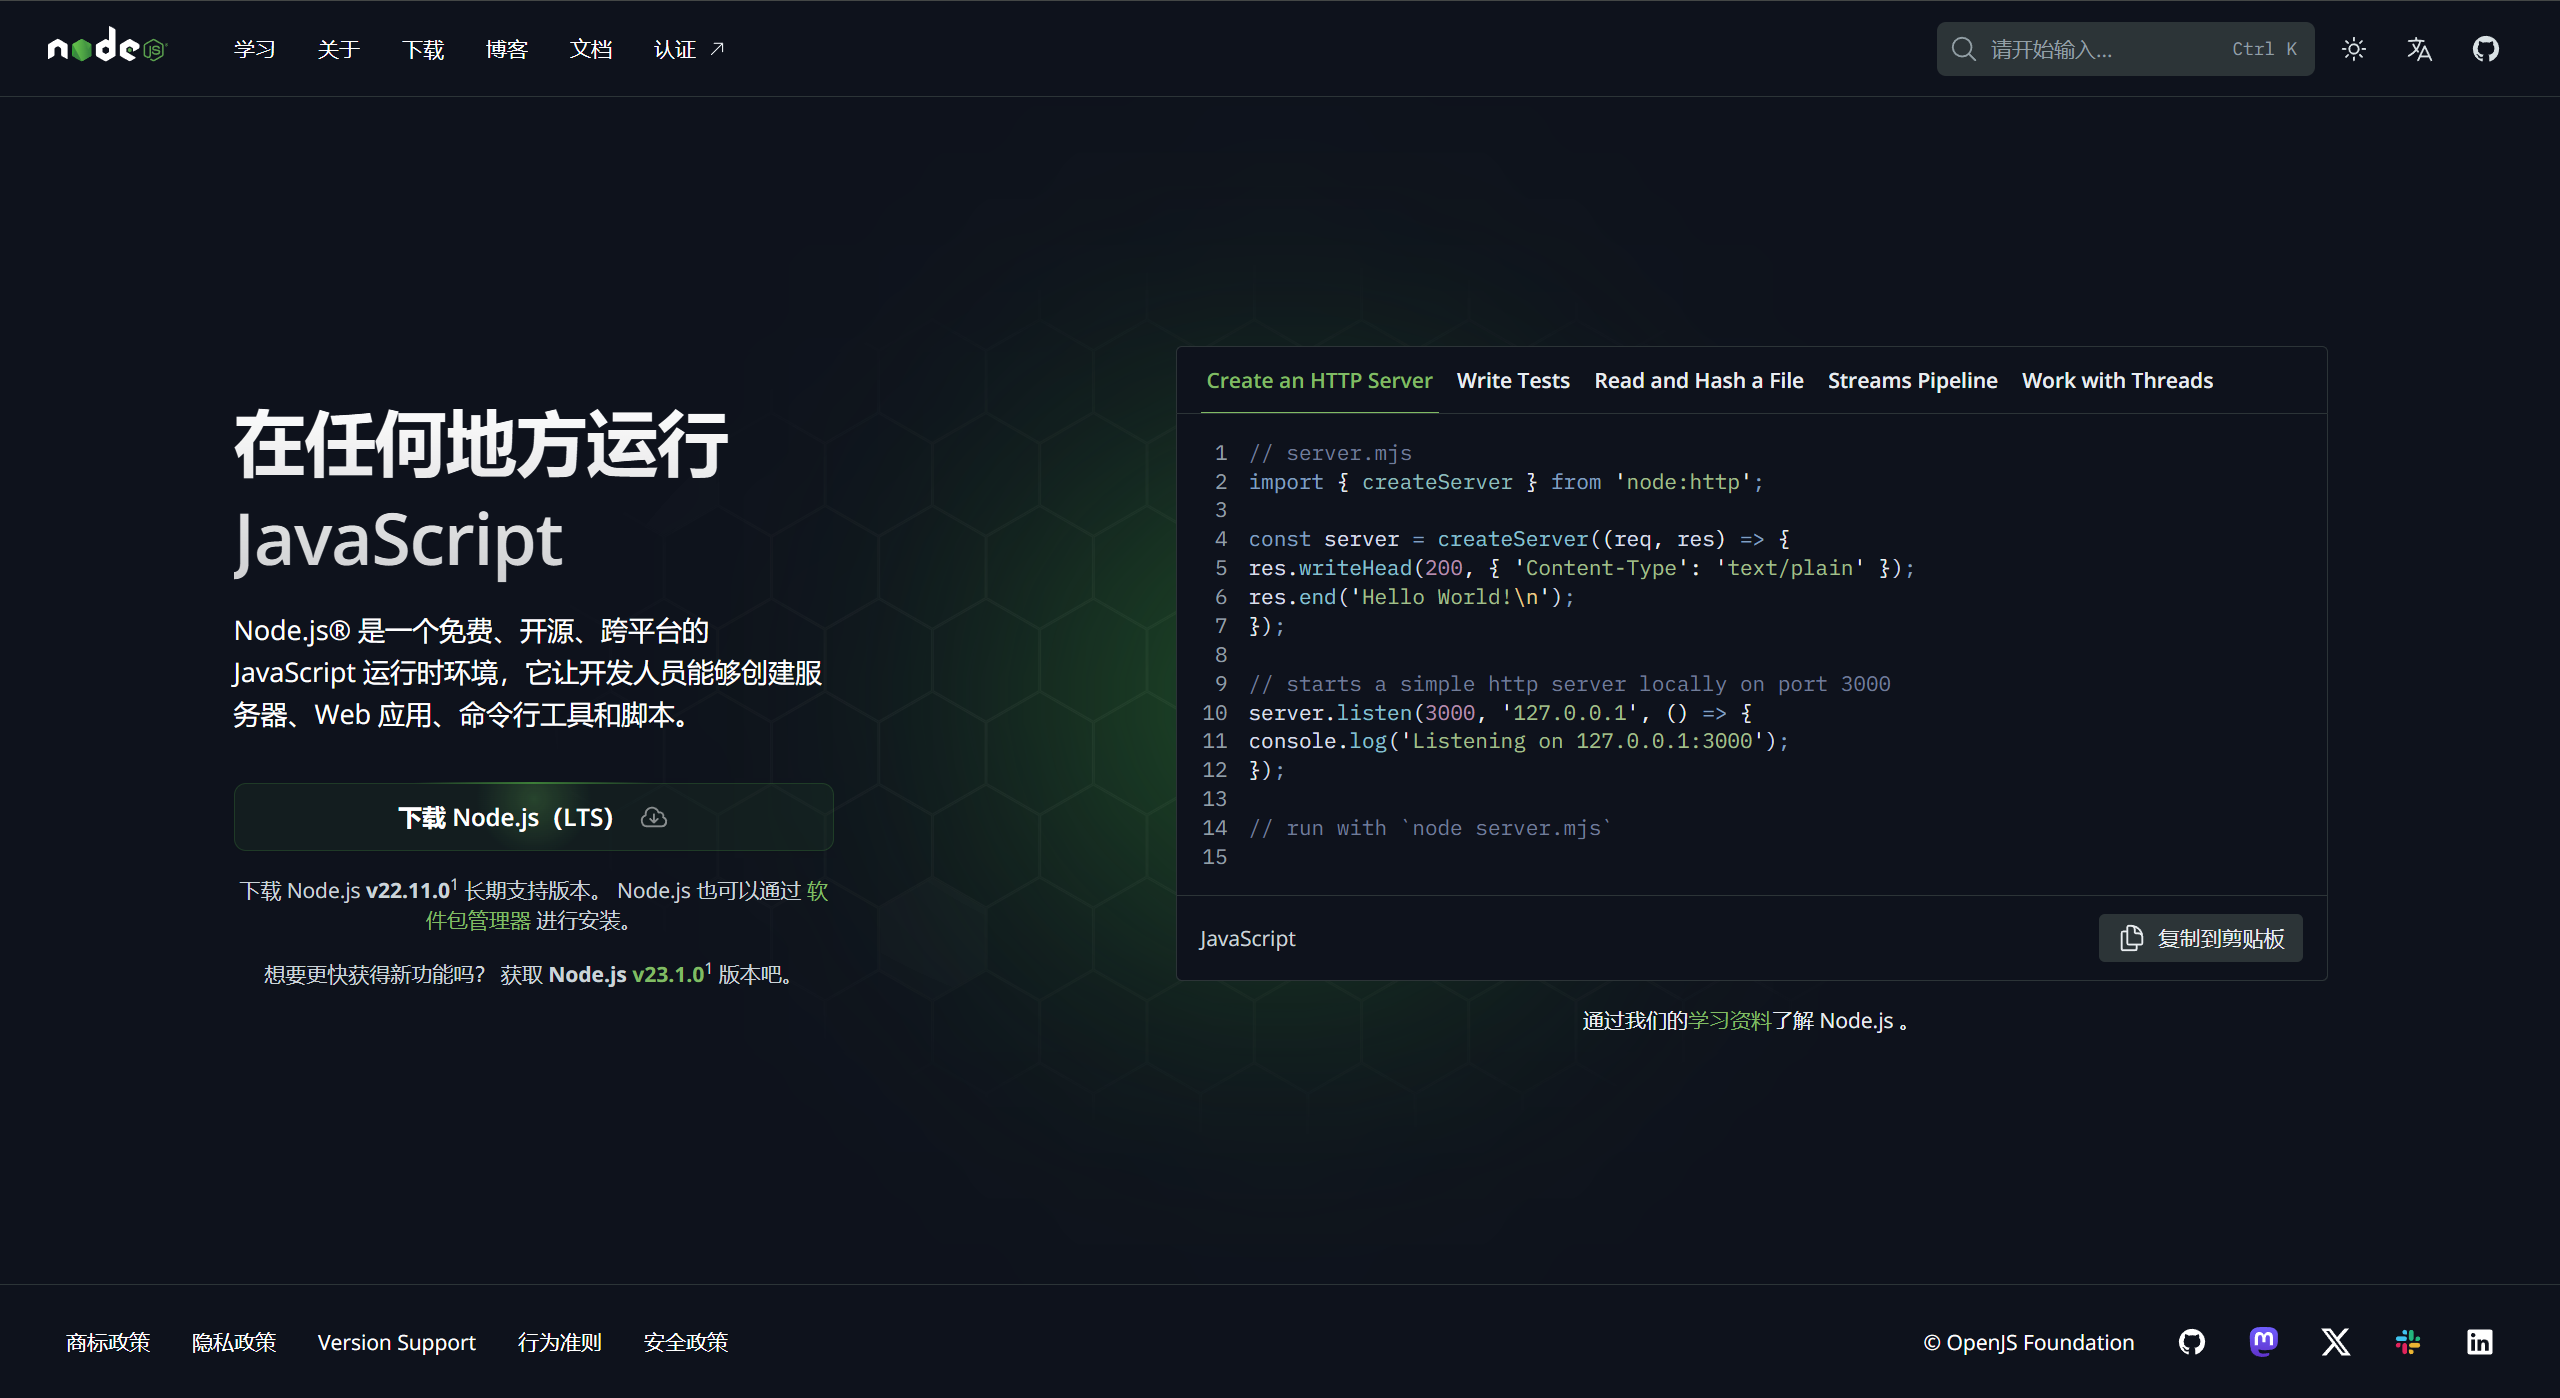 node js
学习 关于 下载 博客 文档 认证
请开始输入... Ctrl K
在任何地方运行
JavaScript
Node.js® 是一个免费、开源、跨平台的
JavaScript 运行时环境，它让开发人员能够创建服
务器、Web 应用、命令行工具和脚本。
下载 Node.js（LTS）
下载 Node.js v22.11.0¹ 长期支持版本。 Node.js 也可以通过 软
件包管理器 进行安装。
想要更快获得新功能吗？ 获取 Node.js v23.1.0¹ 版本吧。
Create an HTTP Server Write Tests Read and Hash a File Streams Pipeline Work with Threads
1 // server.mjs
2 import { createServer } from 'node:http';
3
4 const server = createServer((req, res) => {
5 res.writeHead(200, { 'Content-Type': 'text/plain' });
6 res.end('Hello World!\n');
7 });
8
9 // starts a simple http server locally on port 3000
10 server.listen(3000, '127.0.0.1', () => {
11 console.log('Listening on 127.0.0.1:3000');
12 });
13
14 // run with `node server.mjs`
15
JavaScript 复制到剪贴板
通过我们的学习资料了解 Node.js 。
商标政策 隐私政策 Version Support 行为准则 安全政策
© OpenJS Foundation